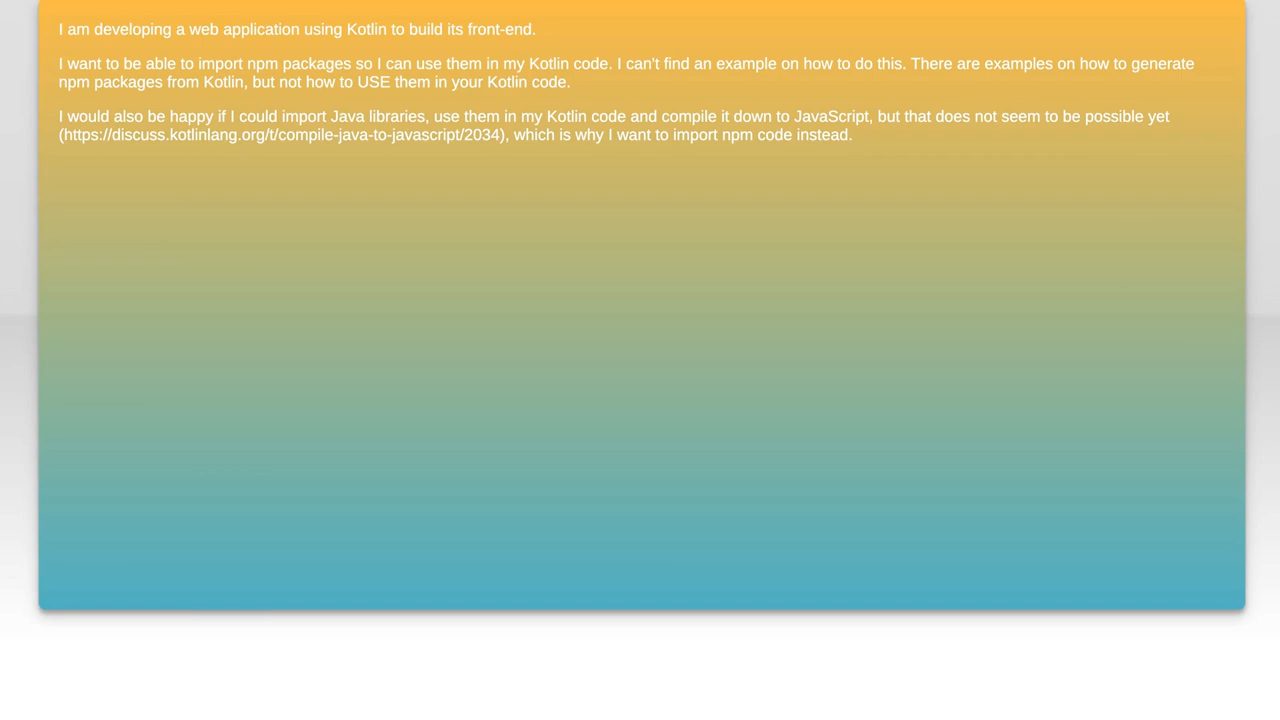 I am developing a web application using Kotlin to build its front-end.
I want to be able to import npm packages so I can use them in my Kotlin code. I can't find an example on how to do this. There are examples on how to generate
npm packages from Kotlin, but not how to USE them in your Kotlin code.
I would also be happy if I could import Java libraries, use them in my Kotlin code and compile it down to JavaScript, but that does not seem to be possible yet
(https://discuss.kotlinlang.org/t/compile-java-to-javascript/2034), which is why I want to import npm code instead.